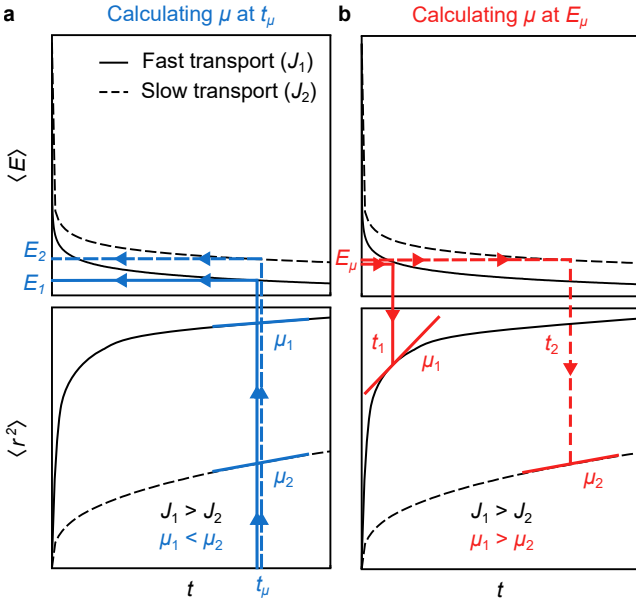 a
Calculating μ at tμ
Fast transport (J1)
Slow transport (J2)
⟨E⟩
E2
E1
⟨r²⟩
μ1
μ2
J1 > J2
μ1 < μ2
t
tμ
b
Calculating μ at Eμ
Eμ
t1
μ1
t2
μ2
J1 > J2
μ1 > μ2
t